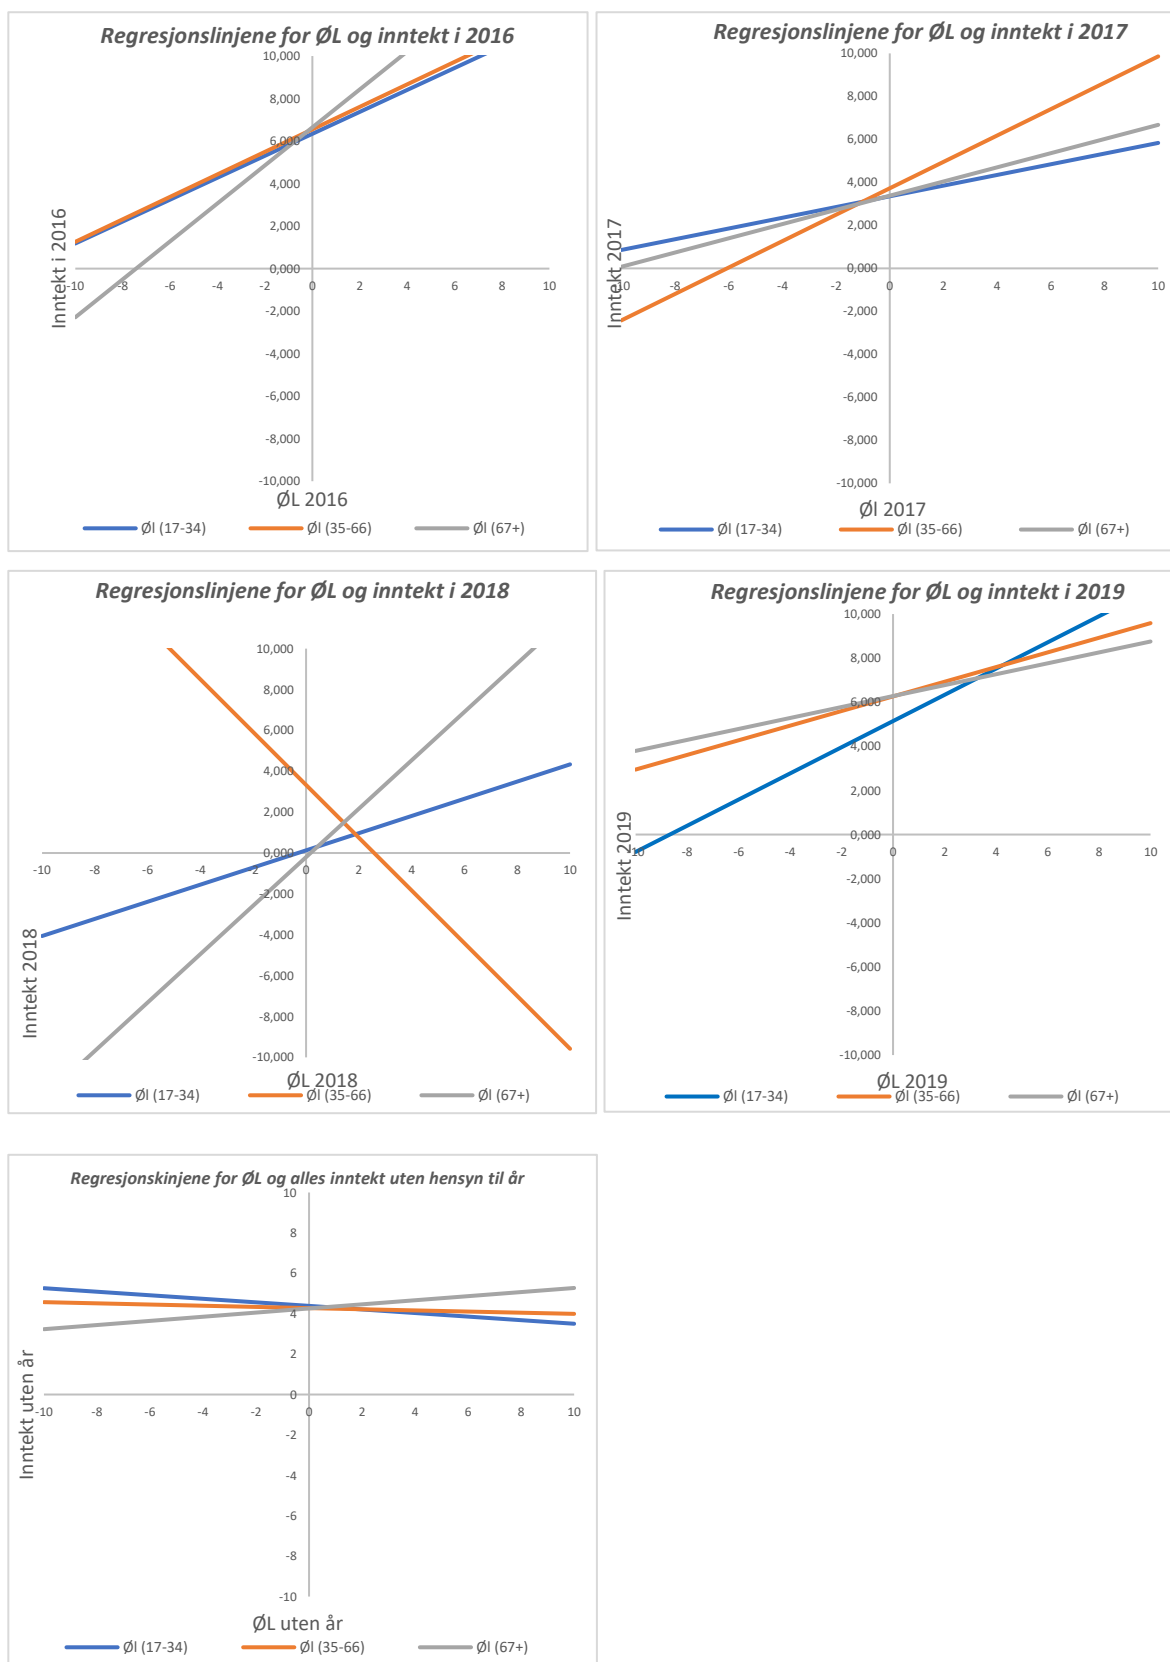 Regresjonslinjene for ØL og inntekt i 2016
10,000
8,000
6,000
4,000
2,000
0,000
-10 -8 -6 -4 -2 0 2 4 6 8 10
-2,000
-4,000
-6,000
-8,000
-10,000
Inntekt i 2016
ØL 2016
Øl (17-34) Øl (35-66) Øl (67+)
Regresjonslinjene for ØL og inntekt i 2017
10,000
8,000
6,000
4,000
2,000
0,000
-10 -8 -6 -4 -2 0 2 4 6 8 10
-2,000
-4,000
-6,000
-8,000
-10,000
Inntekt 2017
Øl 2017
Øl (17-34) Øl (35-66) Øl (67+)
Regresjonslinjene for ØL og inntekt i 2018
10,000
8,000
6,000
4,000
2,000
0,000
-10 -8 -6 -4 -2 0 2 4 6 8 10
-2,000
-4,000
-6,000
-8,000
-10,000
Inntekt 2018
ØL 2018
Øl (17-34) Øl (35-66) Øl (67+)
Regresjonslinjene for ØL og inntekt i 2019
10,000
8,000
6,000
4,000
2,000
0,000
-10 -8 -6 -4 -2 0 2 4 6 8 10
-2,000
-4,000
-6,000
-8,000
-10,000
Inntekt 2019
ØL 2019
Øl (17-34) Øl (35-66) Øl (67+)
Regresjonskinjene for ØL og alles inntekt uten hensyn til år
10
8
6
4
2
0
-10 -8 -6 -4 -2 0 2 4 6 8 10
-2
-4
-6
-8
-10
Inntekt uten år
ØL uten år
Øl (17-34) Øl (35-66) Øl (67+)